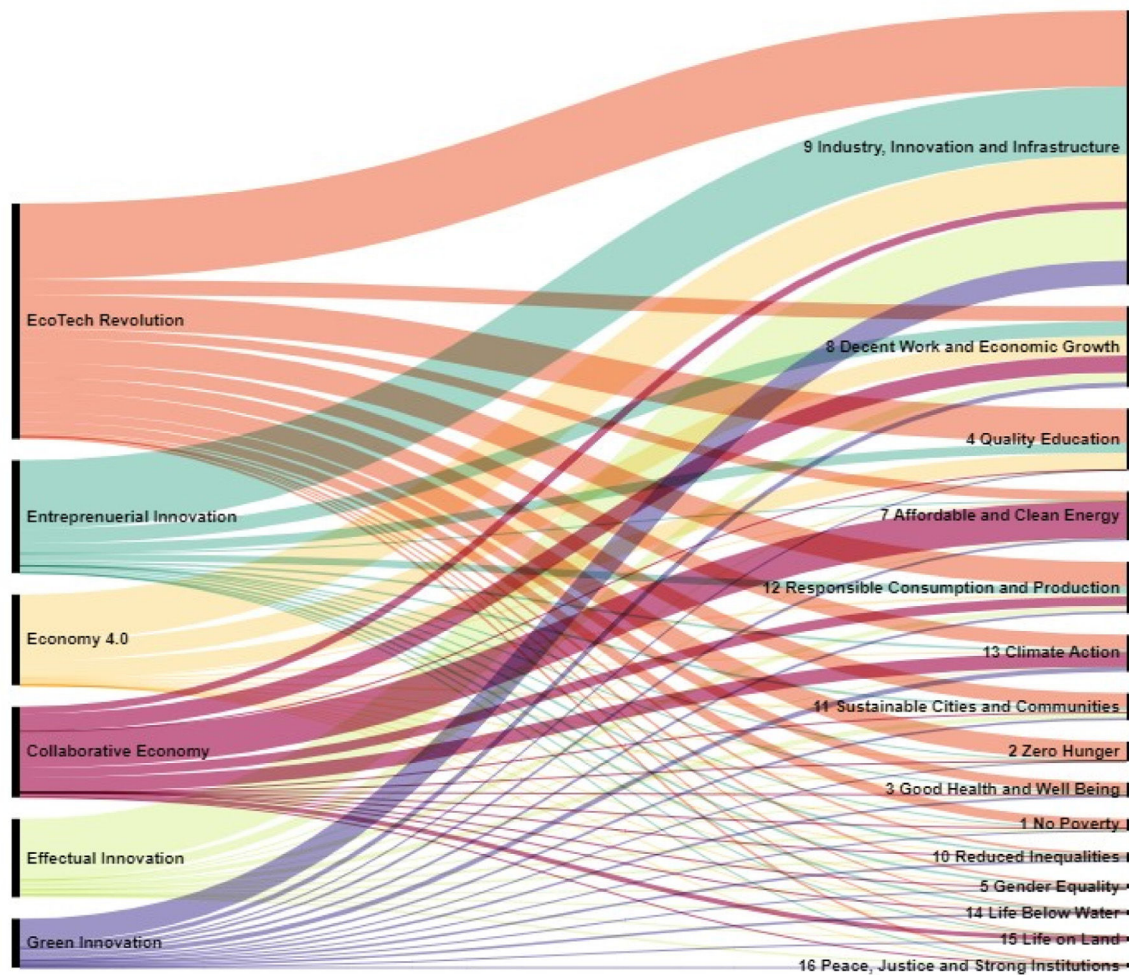 9 Industry, Innovation and Infrastructure
EcoTech Revolution
8 Decent Work and Economic Growth
4 Quality Education
Entreprenuerial Innovation
7 Affordable and Clean Energy
12 Responsible Consumption and Production
Economy 4.0
13 Climate Action
11 Sustainable Cities and Communities
Collaborative Economy
2 Zero Hunger
3 Good Health and Well Being
1 No Poverty
Effectual Innovation
10 Reduced Inequalities
5 Gender Equality
14 Life Below Water
Green Innovation
15 Life on Land
16 Peace, Justice and Strong Institutions